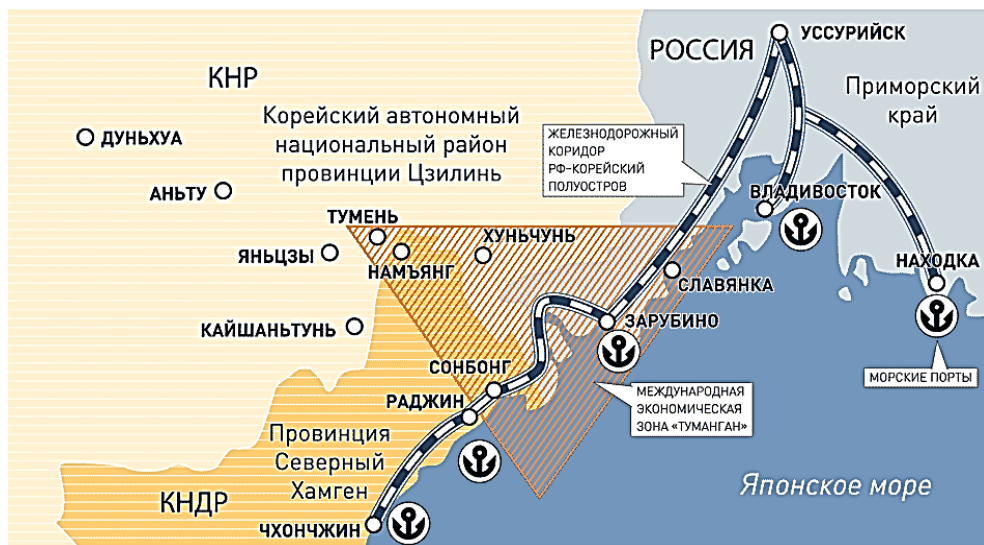 УССУРИЙСК
РОССИЯ
КНР
Приморский
край
Корейский автономный
национальный район
провинции Цзилинь
ДУНЬХУА
ЖЕЛЕЗНОДОРОЖНЫЙ
КОРИДОР
РФ-КОРЕЙСКИЙ
ПОЛУОСТРОВ
АНЬТУ
ВЛАДИВОСТОК
ТУМЕНЬ
ХУНЬЧУНЬ
ЯНЬЦЗЫ
НАМЪЯНГ
НАХОДКА
СЛАВЯНКА
КАЙШАНЬТУНЬ
ЗАРУБИНО
СОНБОНГ
МОРСКИЕ ПОРТЫ
РАДЖИН
МЕЖДУНАРОДНАЯ
ЭКОНОМИЧЕСКАЯ
ЗОНА «ТУМАНГАН»
Провинция
Северный
Хамген
КНДР
Японское море
ЧХОНЧЖИН